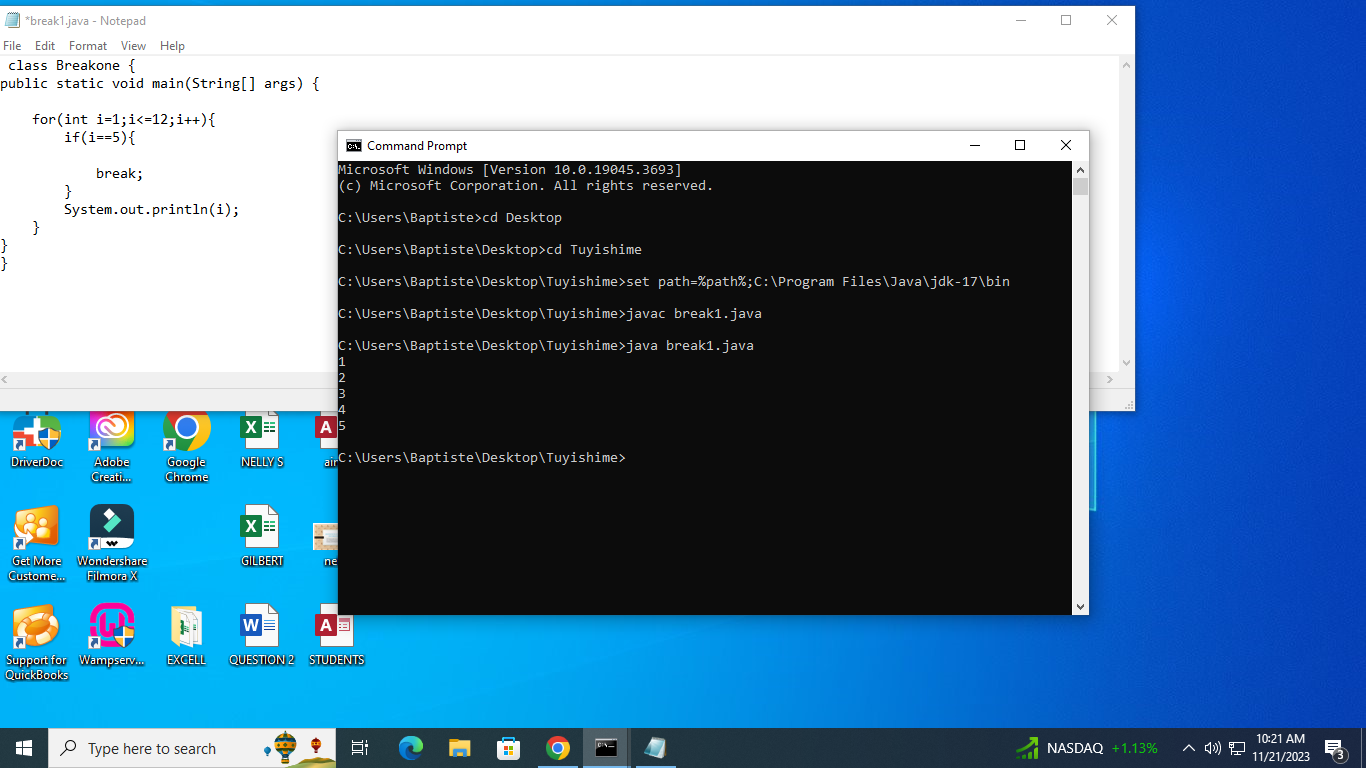 *break1.java - Notepad
File Edit Format View Help
class Breakone {
public static void main(String[] args) {
for(int i=1;i<=12;i++){
if(i==5){
break;
}
System.out.println(i);
}
}
}
Command Prompt
Microsoft Windows [Version 10.0.19045.3693]
(c) Microsoft Corporation. All rights reserved.
C:\Users\Baptiste>cd Desktop
C:\Users\Baptiste\Desktop>cd Tuyishime
C:\Users\Baptiste\Desktop\Tuyishime>set path=%path%;C:\Program Files\Java\jdk-17\bin
C:\Users\Baptiste\Desktop\Tuyishime>javac break1.java
C:\Users\Baptiste\Desktop\Tuyishime>java break1.java
1
2
3
4
5
C:\Users\Baptiste\Desktop\Tuyishime>
DriverDoc
Adobe
Creati...
Google
Chrome
NELLY S
air
Get More
Custome...
Wondershare
Filmora X
GILBERT
ne
Support for
QuickBooks
Wampserv...
EXCELL
QUESTION 2
STUDENTS
Type here to search
NASDAQ +1.13%
10:21 AM
11/21/2023
3